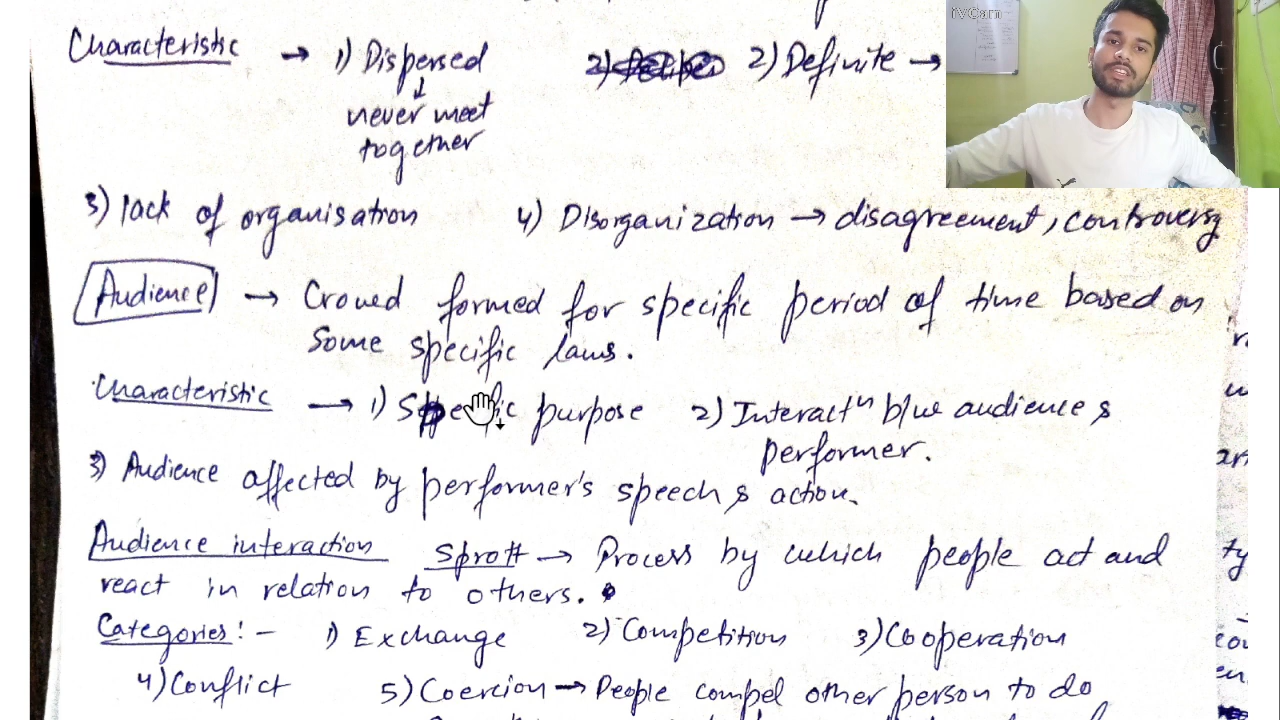 iVCam
Characteristic → 1) Dispersed 2) Definite →
↓
never meet
together
3) lack of organisation 4) Disorganization → disagreement, controversy
Audience → Crowd formed for specific period of time based on
some specific laws.
Characteristic → 1) purpose 2) Interactⁿ b/w audience &
performer.
3) Audience affected by performer's speech & action.
Audience interaction Sprott → Process by which people act and
react in relation to others.
Categories :- 1) Exchange 2) Competition 3) Cooperation
4) Conflict 5) Coercion → People compel other person to do